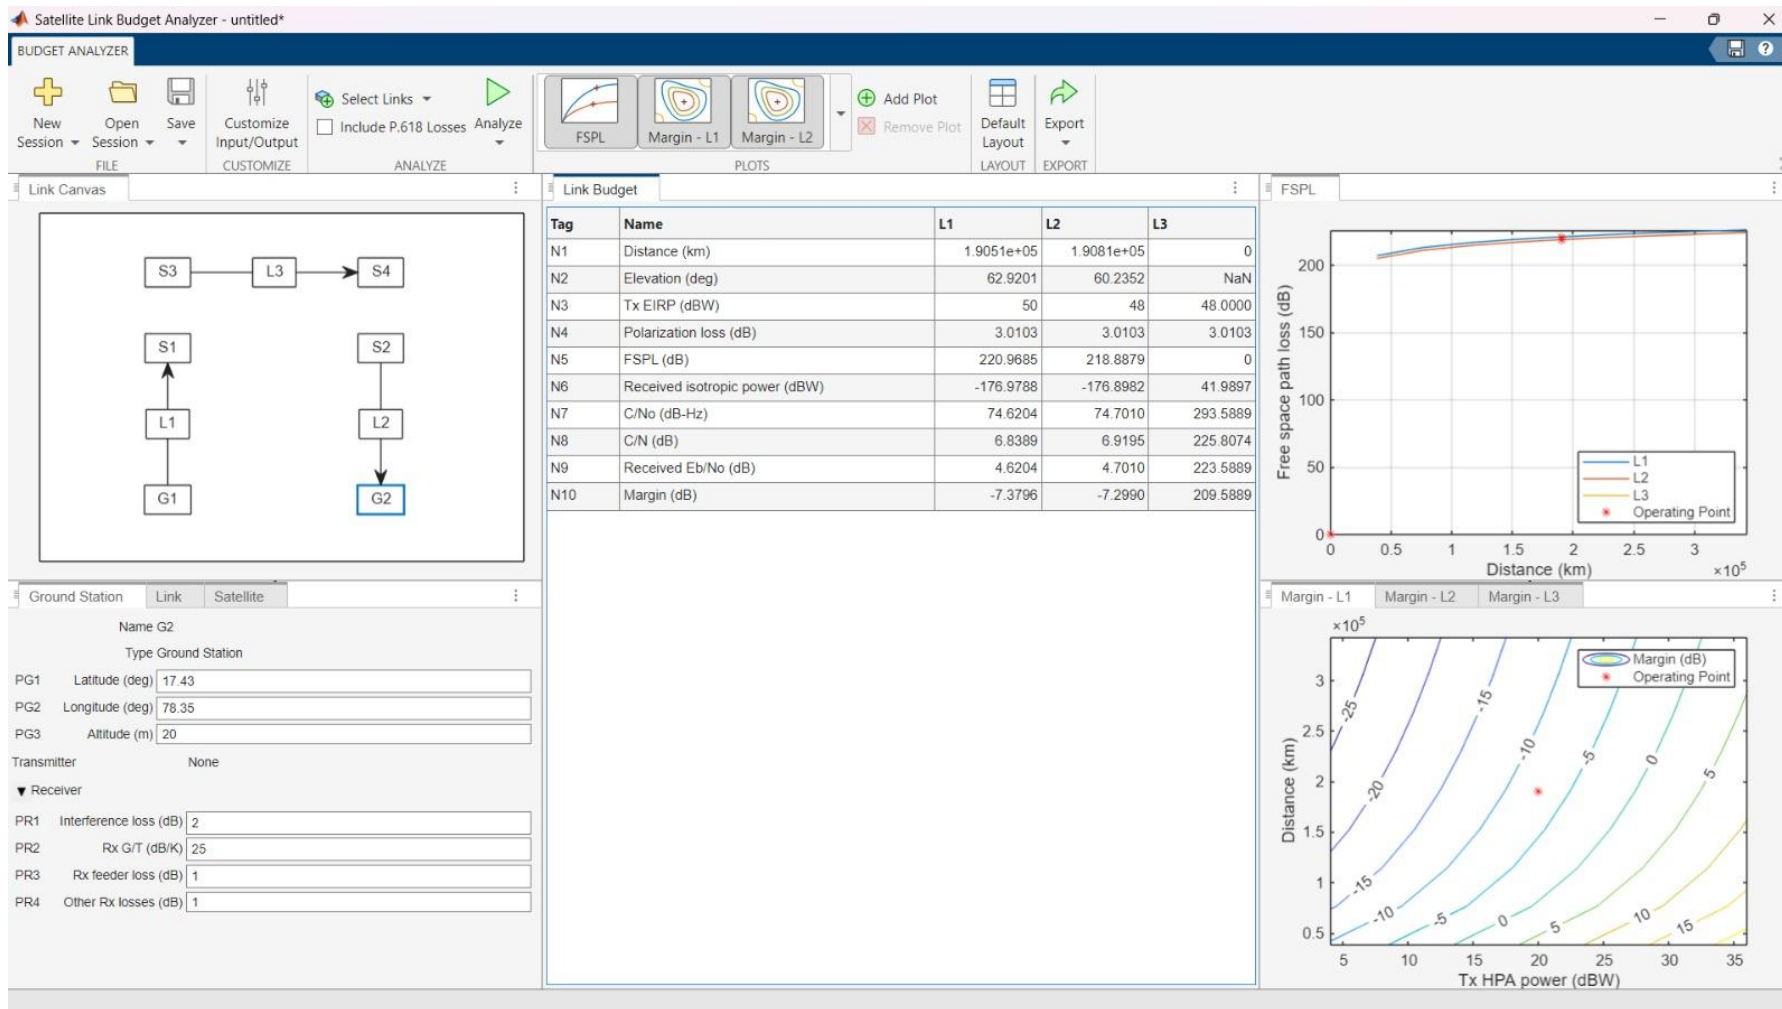 Satellite Link Budget Analyzer - untitled*
BUDGET ANALYZER
New Session
Open Session
Save
FILE
Customize Input/Output
CUSTOMIZE
Select Links
Include P.618 Losses
Analyze
ANALYZE
FSPL
Margin - L1
Margin - L2
Add Plot
Remove Plot
PLOTS
Default Layout
LAYOUT
Export
EXPORT
Link Canvas
S3 L3 S4
S1 S2
L1 L2
G1 G2
Ground Station Link Satellite
Name G2
Type Ground Station
PG1 Latitude (deg) 17.43
PG2 Longitude (deg) 78.35
PG3 Altitude (m) 20
Transmitter None
Receiver
PR1 Interference loss (dB) 2
PR2 Rx G/T (dB/K) 25
PR3 Rx feeder loss (dB) 1
PR4 Other Rx losses (dB) 1
Link Budget
Tag Name L1 L2 L3
N1 Distance (km) 1.9051e+05 1.9081e+05 0
N2 Elevation (deg) 62.9201 60.2352 NaN
N3 Tx EIRP (dBW) 50 48 48.0000
N4 Polarization loss (dB) 3.0103 3.0103 3.0103
N5 FSPL (dB) 220.9685 218.8879 0
N6 Received isotropic power (dBW) -176.9788 -176.8982 41.9897
N7 C/No (dB-Hz) 74.6204 74.7010 293.5889
N8 C/N (dB) 6.8389 6.9195 225.8074
N9 Received Eb/No (dB) 4.6204 4.7010 223.5889
N10 Margin (dB) -7.3796 -7.2990 209.5889
FSPL
Free space path loss (dB)
200
150
100
50
0
L1
L2
L3
Operating Point
0 0.5 1 1.5 2 2.5 3
Distance (km) ×10⁵
Margin - L1 Margin - L2 Margin - L3
×10⁵
Distance (km)
3
2.5
2
1.5
1
0.5
Margin (dB)
Operating Point
-25 -15 -10 -5 0 5
-20
-15 -10 -5 0 5 10 15
5 10 15 20 25 30 35
Tx HPA power (dBW)